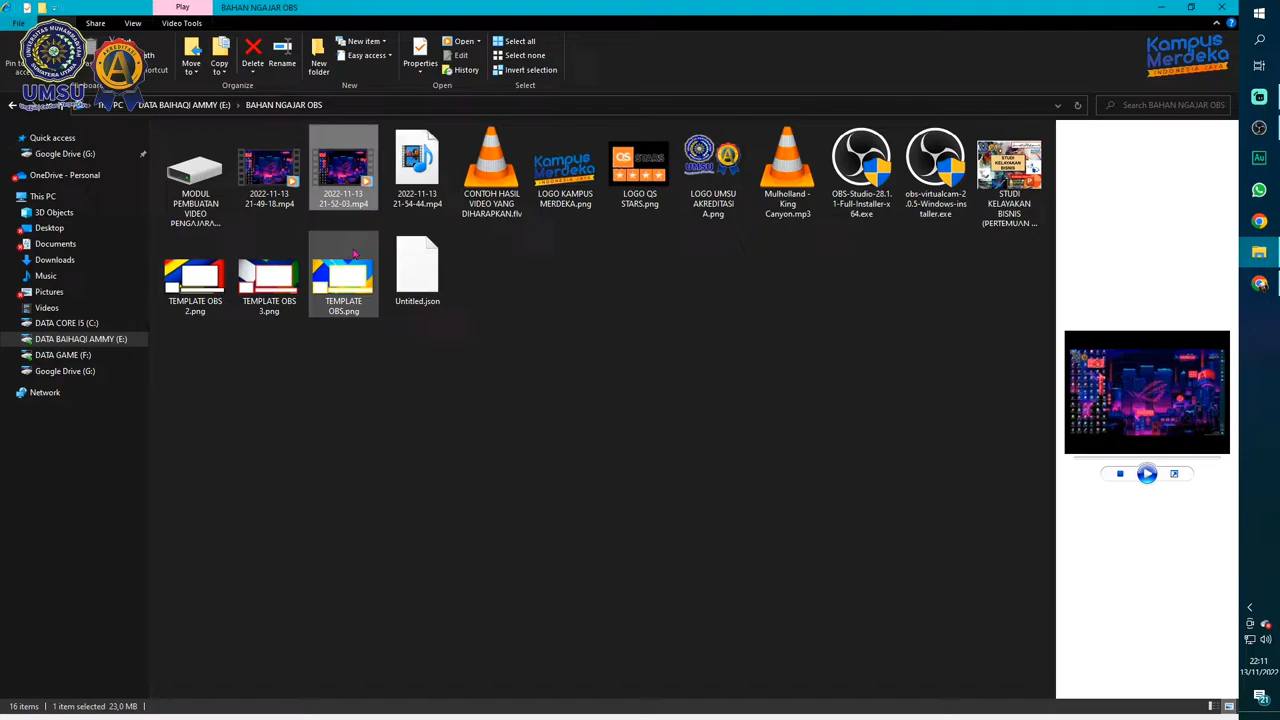 Play
BAHAN NGAJAR OBS
File
Share
View
Video Tools
Move to
Copy to
Delete
Rename
New folder
New item
Easy access
Properties
Open
Edit
History
Select all
Select none
Invert selection
Organize
New
Open
Select
UMSU
Kampus
Merdeka
INDONESIA JAYA
DATA BAIHAQI AMMY (E:) > BAHAN NGAJAR OBS
Search BAHAN NGAJAR OBS
Quick access
Google Drive (G:)
OneDrive - Personal
This PC
3D Objects
Desktop
Documents
Downloads
Music
Pictures
Videos
DATA CORE I5 (C:)
DATA BAIHAQI AMMY (E:)
DATA GAME (F:)
Google Drive (G:)
Network
MODUL
PEMBUATAN
VIDEO
PENGAJARA...
2022-11-13
21-49-18.mp4
2022-11-13
21-52-03.mp4
2022-11-13
21-54-44.mp4
CONTOH HASIL
VIDEO YANG
DIHARAPKAN.flv
LOGO KAMPUS
MERDEKA.png
LOGO QS
STARS.png
LOGO UMSU
AKREDITASI
A.png
Mulholland -
King
Canyon.mp3
OBS-Studio-28.1.
1-Full-Installer-x
64.exe
obs-virtualcam-2
.0.5-Windows-ins
taller.exe
STUDI
KELAYAKAN
BISNIS
(PERTEMUAN ...
TEMPLATE OBS
2.png
TEMPLATE OBS
3.png
TEMPLATE
OBS.png
Untitled.json
16 items
1 item selected 23,0 MB
22:11
13/11/2022